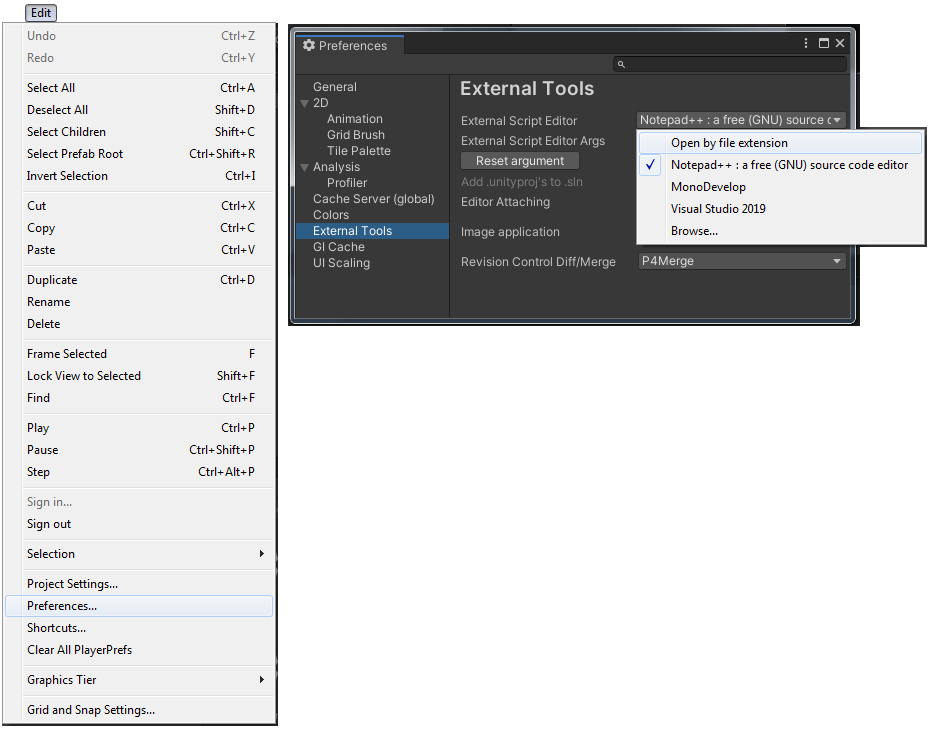 Edit
Undo Ctrl+Z
Redo Ctrl+Y
Select All Ctrl+A
Deselect All Shift+D
Select Children Shift+C
Select Prefab Root Ctrl+Shift+R
Invert Selection Ctrl+I
Cut Ctrl+X
Copy Ctrl+C
Paste Ctrl+V
Duplicate Ctrl+D
Rename
Delete
Frame Selected F
Lock View to Selected Shift+F
Find Ctrl+F
Play Ctrl+P
Pause Ctrl+Shift+P
Step Ctrl+Alt+P
Sign in...
Sign out
Selection
Project Settings...
Preferences...
Shortcuts...
Clear All PlayerPrefs
Graphics Tier
Grid and Snap Settings...
Preferences
General
2D
Animation
Grid Brush
Tile Palette
Analysis
Profiler
Cache Server (global)
Colors
External Tools
GI Cache
UI Scaling
External Tools
External Script Editor Notepad++ : a free (GNU) source c
External Script Editor Args
Reset argument
Add .unityproj's to .sln
Editor Attaching
Image application
Revision Control Diff/Merge P4Merge
Open by file extension
Notepad++ : a free (GNU) source code editor
MonoDevelop
Visual Studio 2019
Browse...